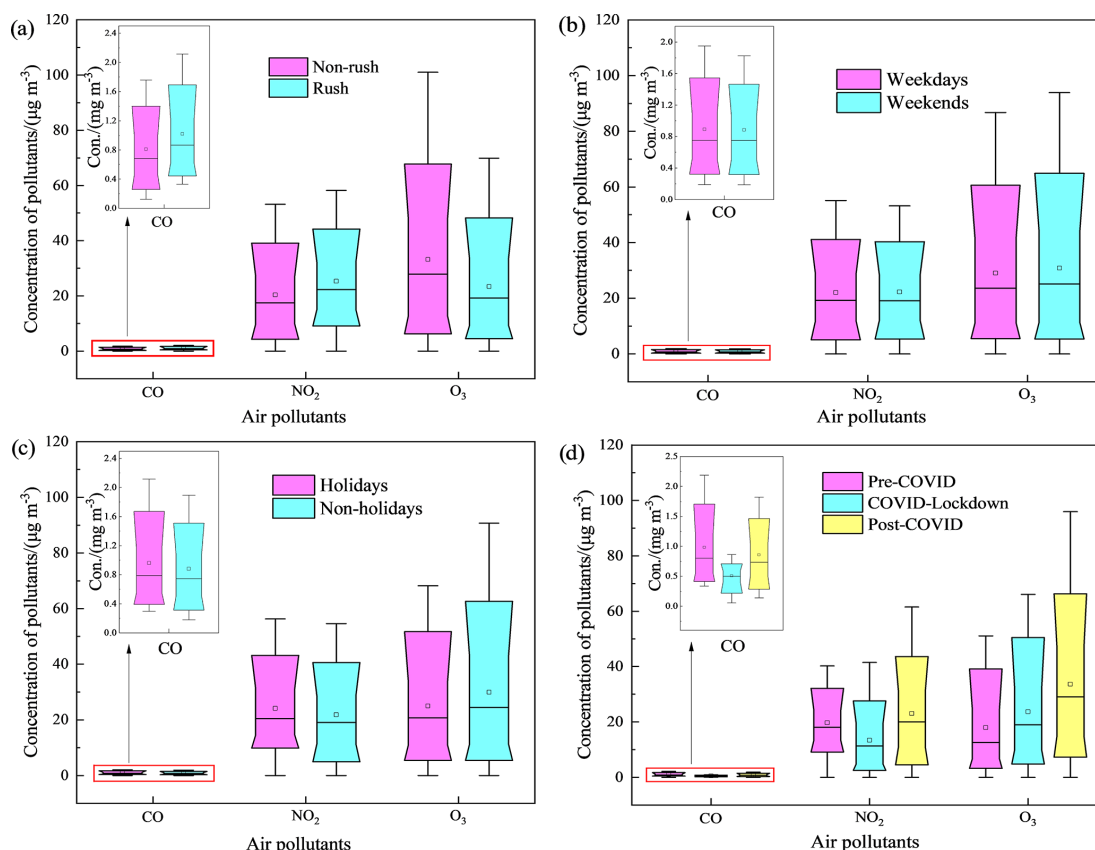 (a)
Concentration of pollutants/(μg m⁻³)
120
100
80
60
40
20
0
Con./(mg m⁻³)
2.4
2.0
1.6
1.2
0.8
0.4
0.0
CO
Non-rush
Rush
CO
NO₂
O₃
Air pollutants
(b)
Concentration of pollutants/(μg m⁻³)
120
100
80
60
40
20
0
Con./(mg m⁻³)
2.0
1.6
1.2
0.8
0.4
0.0
CO
Weekdays
Weekends
CO
NO₂
O₃
Air pollutants
(c)
Concentration of pollutants/(μg m⁻³)
120
100
80
60
40
20
0
Con./(mg m⁻³)
2.4
2.0
1.6
1.2
0.8
0.4
0.0
CO
Holidays
Non-holidays
CO
NO₂
O₃
Air pollutants
(d)
Concentration of pollutants/(μg m⁻³)
120
100
80
60
40
20
0
Con./(mg m⁻³)
2.5
2.0
1.5
1.0
0.5
0.0
CO
Pre-COVID
COVID-Lockdown
Post-COVID
CO
NO₂
O₃
Air pollutants